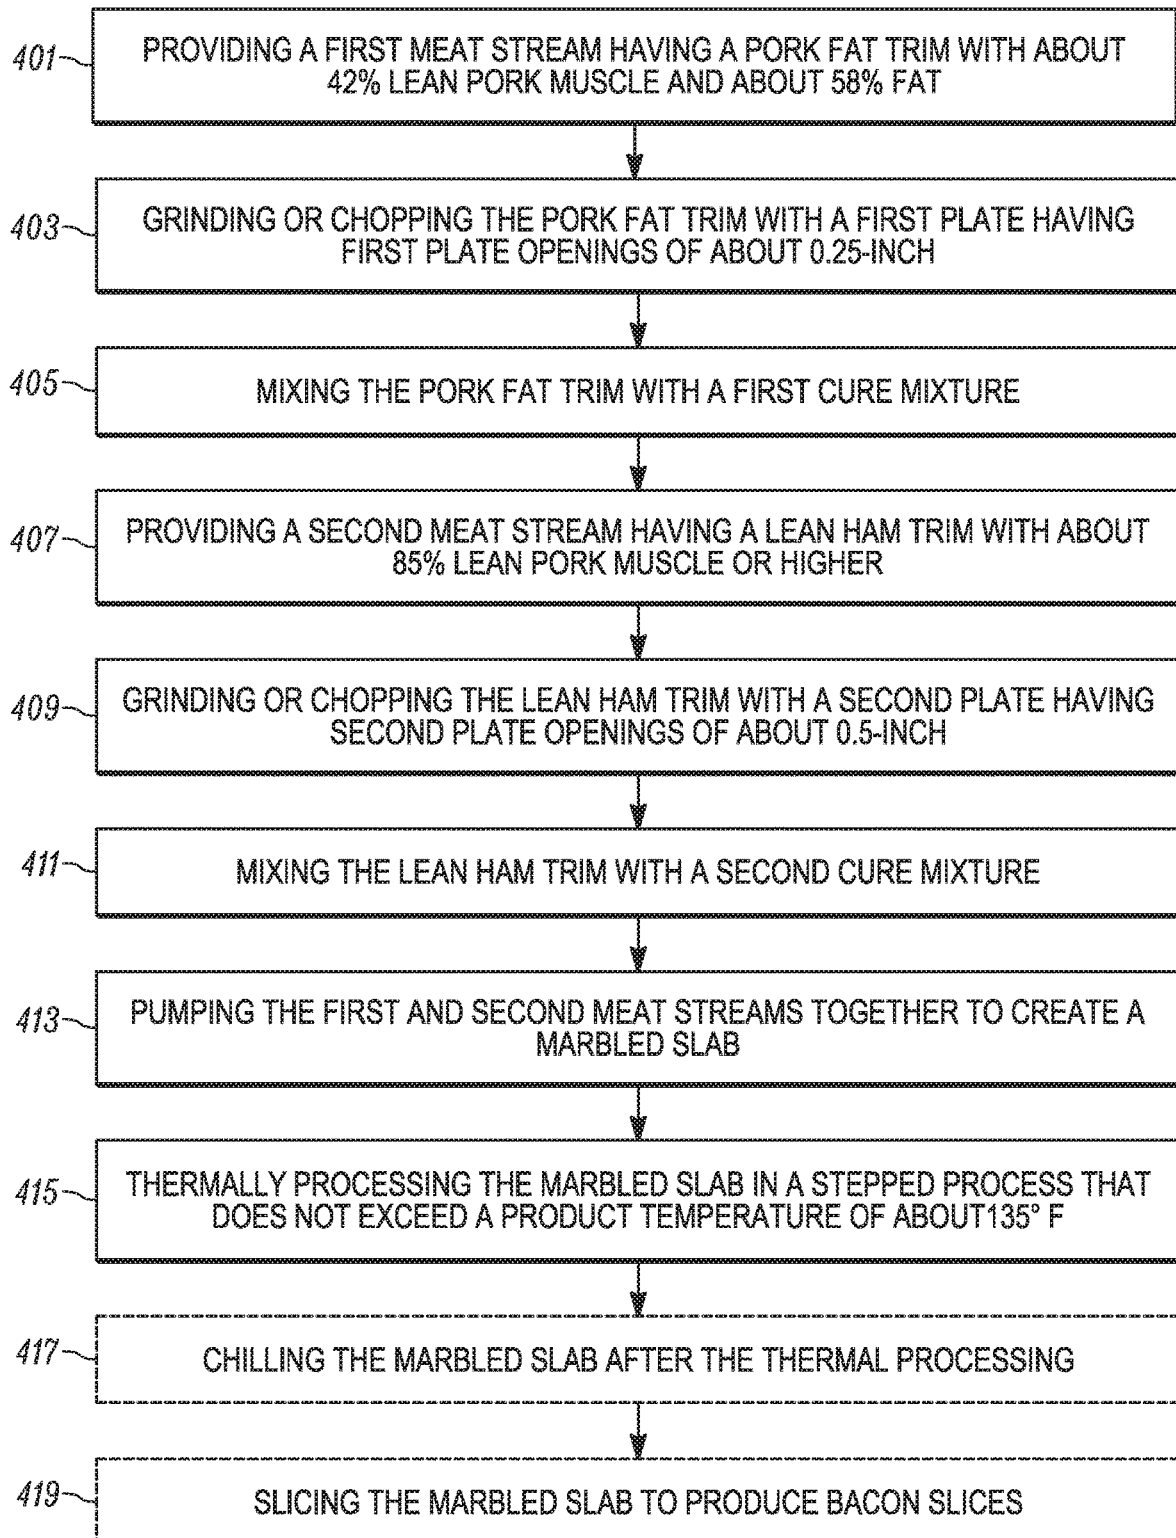 401
PROVIDING A FIRST MEAT STREAM HAVING A PORK FAT TRIM WITH ABOUT
42% LEAN PORK MUSCLE AND ABOUT 58% FAT
403
GRINDING OR CHOPPING THE PORK FAT TRIM WITH A FIRST PLATE HAVING
FIRST PLATE OPENINGS OF ABOUT 0.25-INCH
405
MIXING THE PORK FAT TRIM WITH A FIRST CURE MIXTURE
407
PROVIDING A SECOND MEAT STREAM HAVING A LEAN HAM TRIM WITH ABOUT
85% LEAN PORK MUSCLE OR HIGHER
409
GRINDING OR CHOPPING THE LEAN HAM TRIM WITH A SECOND PLATE HAVING
SECOND PLATE OPENINGS OF ABOUT 0.5-INCH
411
MIXING THE LEAN HAM TRIM WITH A SECOND CURE MIXTURE
413
PUMPING THE FIRST AND SECOND MEAT STREAMS TOGETHER TO CREATE A
MARBLED SLAB
415
THERMALLY PROCESSING THE MARBLED SLAB IN A STEPPED PROCESS THAT
DOES NOT EXCEED A PRODUCT TEMPERATURE OF ABOUT135° F
417
CHILLING THE MARBLED SLAB AFTER THE THERMAL PROCESSING
419
SLICING THE MARBLED SLAB TO PRODUCE BACON SLICES